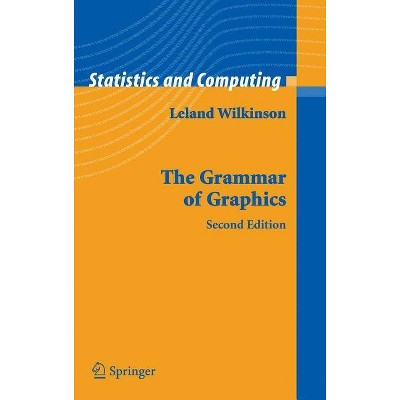 Statistics and Computing
Leland Wilkinson
The Grammar
of Graphics
Second Edition
Springer